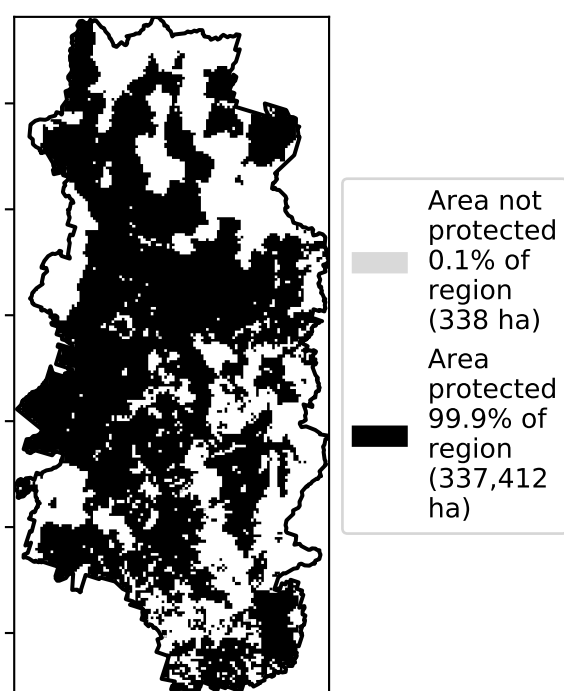 Area not
protected
0.1% of
region
(338 ha)
Area
protected
99.9% of
region
(337,412
ha)